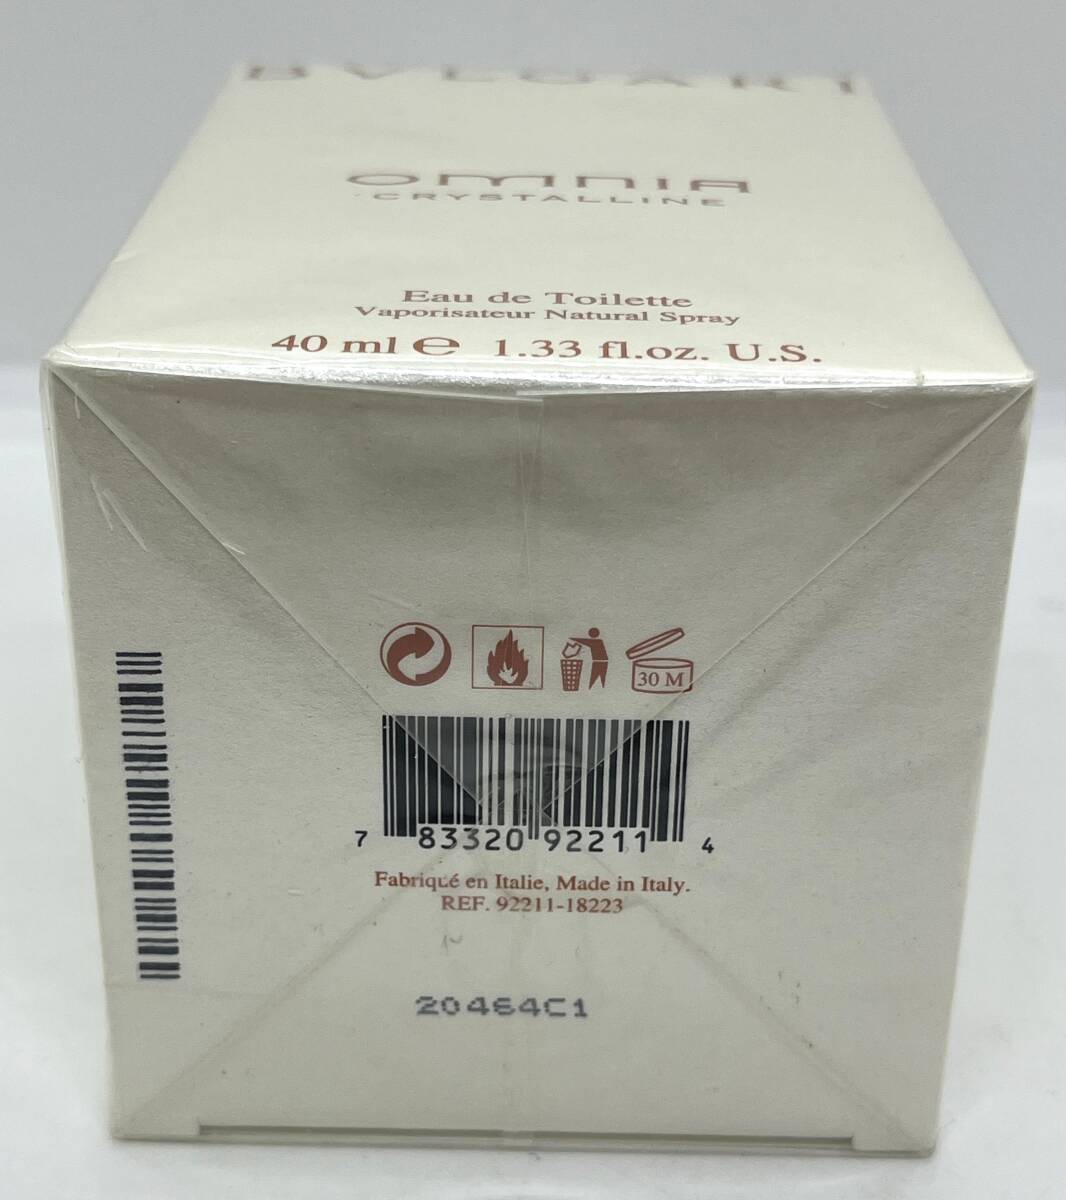 BVLGARI
OMNIA
CRYSTALLINE
Eau de Toilette
Vaporisateur Natural Spray
40 ml ℮ 1.33 fl.oz. U.S.
30 M
7 83320 92211 4
Fabriqué en Italie, Made in Italy.
REF. 92211-18223
20464C1